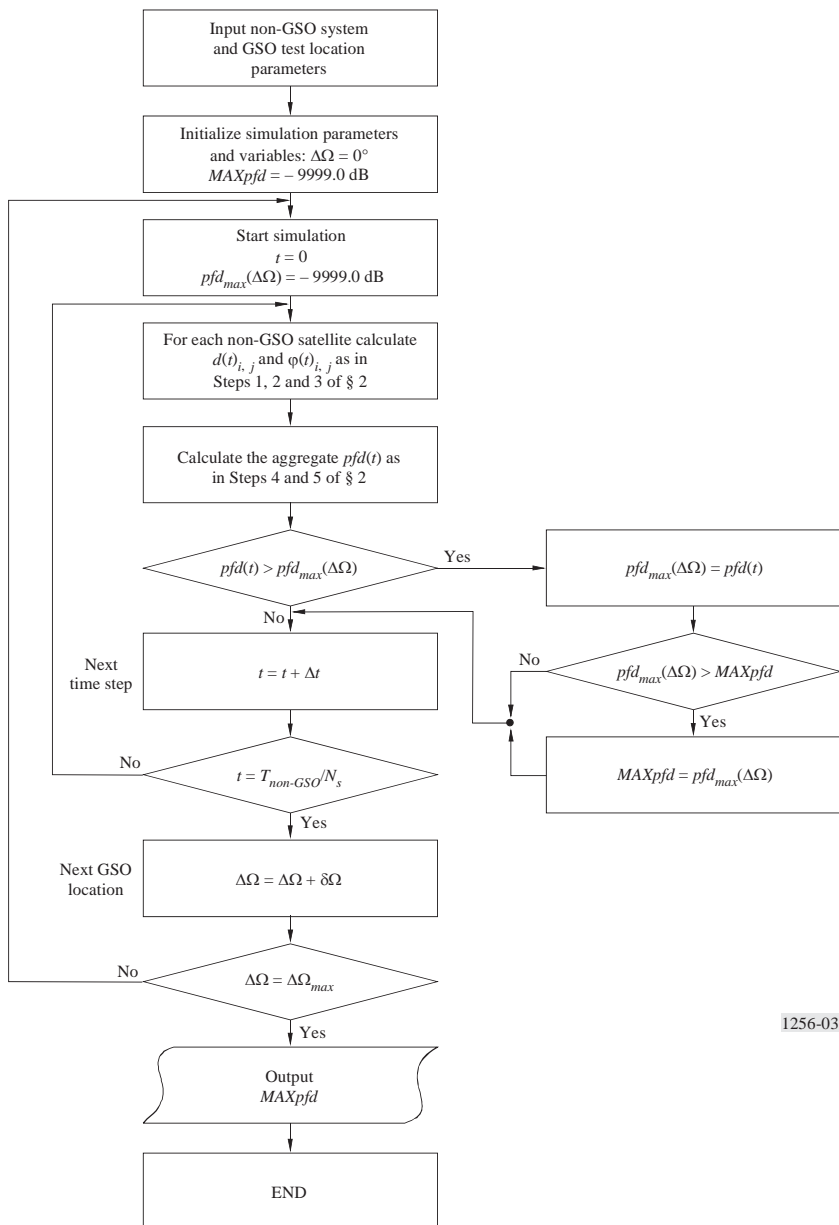 Input non-GSO system
and GSO test location
parameters
Initialize simulation parameters
and variables: ΔΩ = 0°
MAXpfd = – 9999.0 dB
Start simulation
t = 0
pfd_max(ΔΩ) = – 9999.0 dB
For each non-GSO satellite calculate
d(t)_i, j and φ(t)_i, j as in
Steps 1, 2 and 3 of § 2
Calculate the aggregate pfd(t) as
in Steps 4 and 5 of § 2
pfd(t) > pfd_max(ΔΩ)
Yes
pfd_max(ΔΩ) = pfd(t)
No
Next
time step
t = t + Δt
No
pfd_max(ΔΩ) > MAXpfd
Yes
MAXpfd = pfd_max(ΔΩ)
No
t = T_non-GSO/N_s
Yes
Next GSO
location
ΔΩ = ΔΩ + δΩ
No
ΔΩ = ΔΩ_max
Yes
1256-03
Output
MAXpfd
END